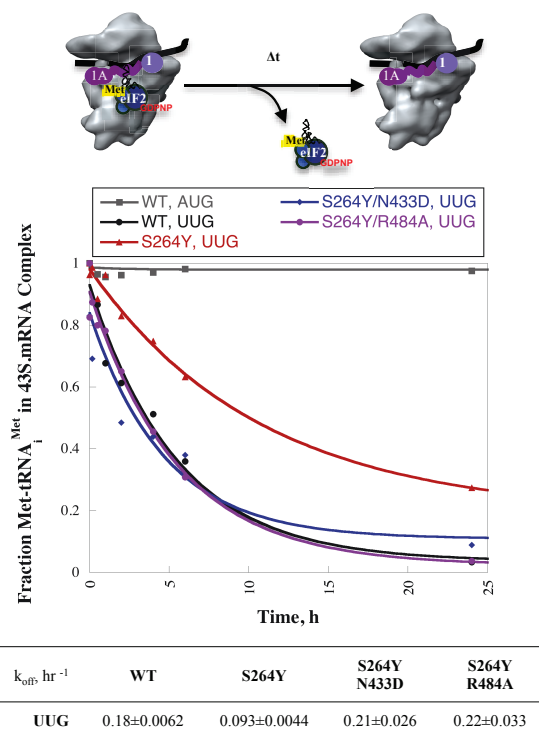 Δt
1A
1
Met
eIF2
GDPNP
1A
1
Met
eIF2
GDPNP
WT, AUG
WT, UUG
S264Y, UUG
S264Y/N433D, UUG
S264Y/R484A, UUG
Fraction Met-tRNAiMet in 43S.mRNA Complex
1
0.8
0.6
0.4
0.2
0
0 5 10 15 20 25
Time, h
koff, hr -1 WT S264Y S264Y N433D S264Y R484A
UUG 0.18±0.0062 0.093±0.0044 0.21±0.026 0.22±0.033